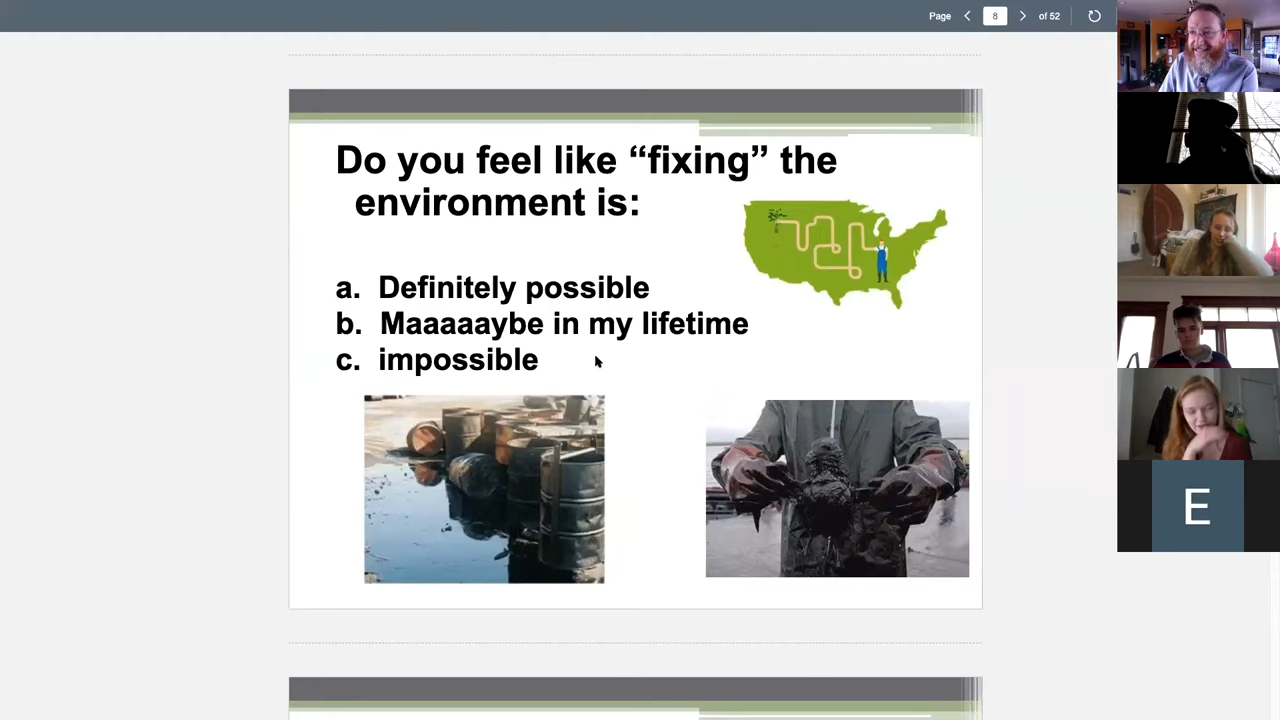 Page 8 of 52
Do you feel like “fixing” the
environment is:
a. Definitely possible
b. Maaaaaybe in my lifetime
c. impossible
E